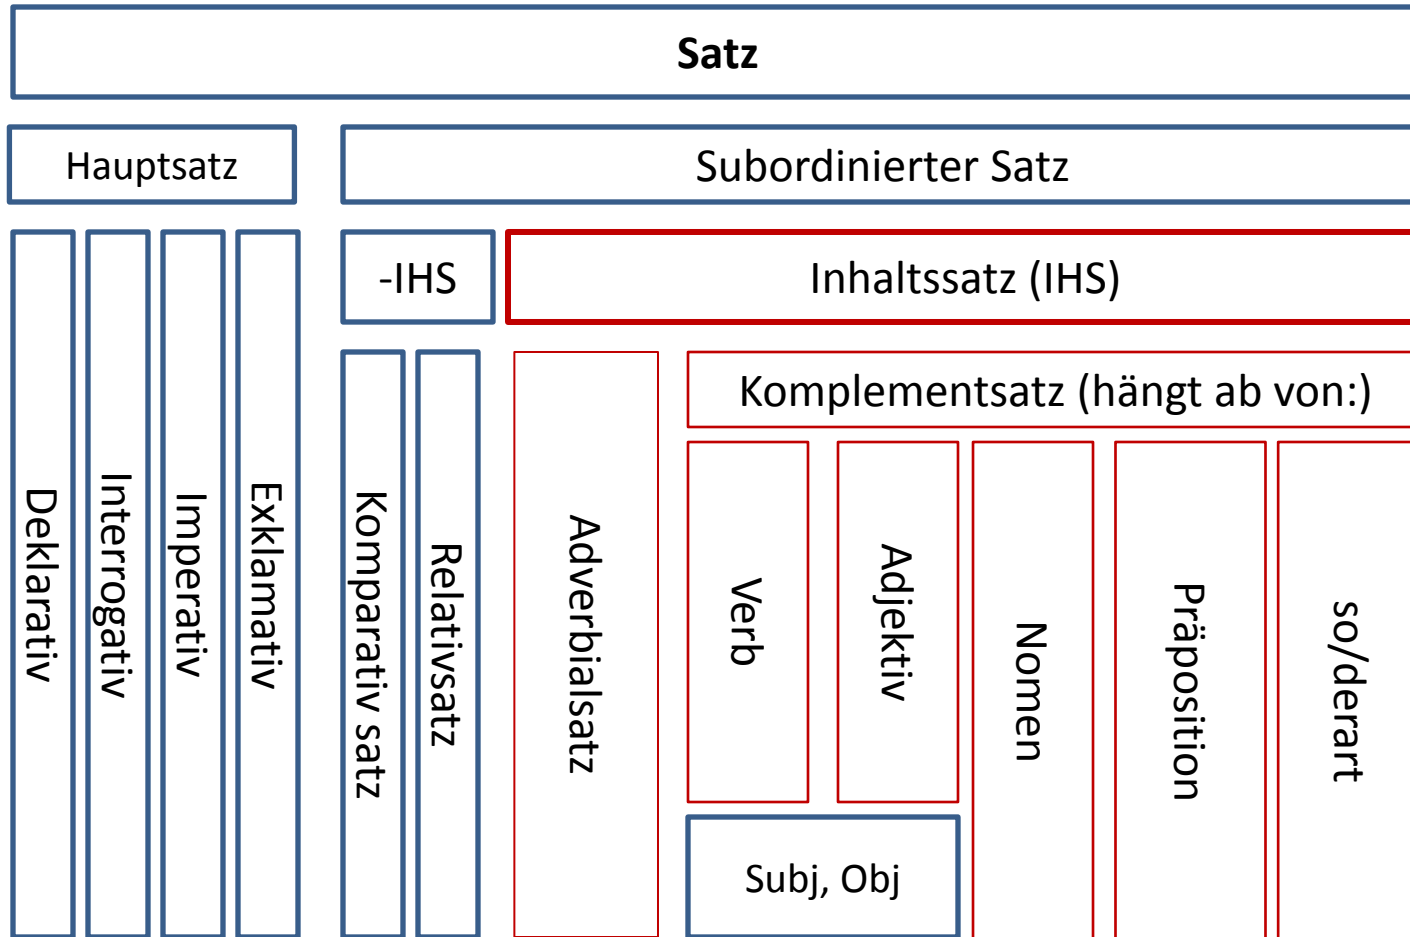 Satz
Hauptsatz
Subordinierter Satz
-IHS
Inhaltssatz (IHS)
Komplementsatz (hängt ab von:)
Deklarativ
Interrogativ
Imperativ
Exklamativ
Komparativ satz
Relativsatz
Adverbialsatz
Verb
Adjektiv
Nomen
Präposition
so/derart
Subj, Obj